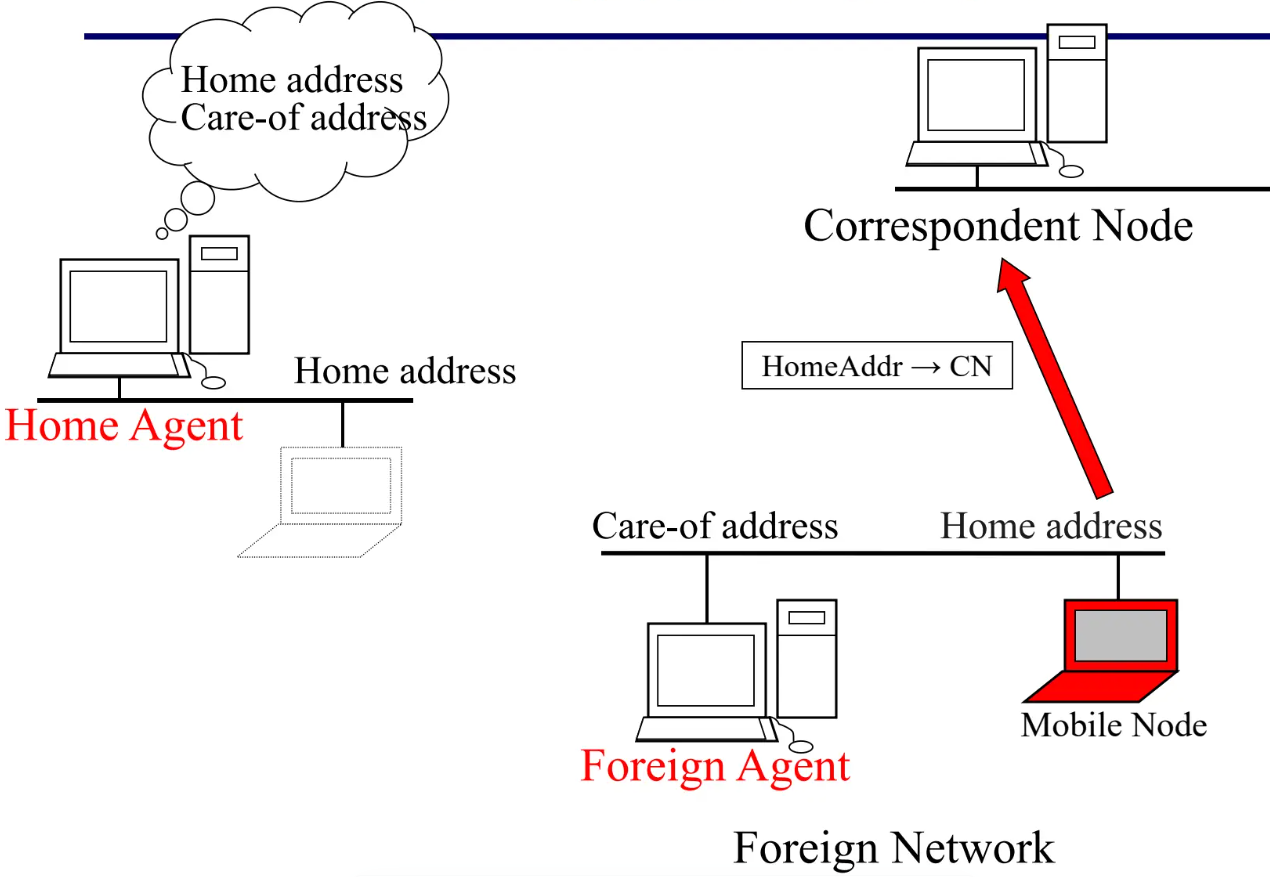 Home address
Care-of address
Correspondent Node
Home address
HomeAddr → CN
Home Agent
Care-of address
Home address
Mobile Node
Foreign Agent
Foreign Network